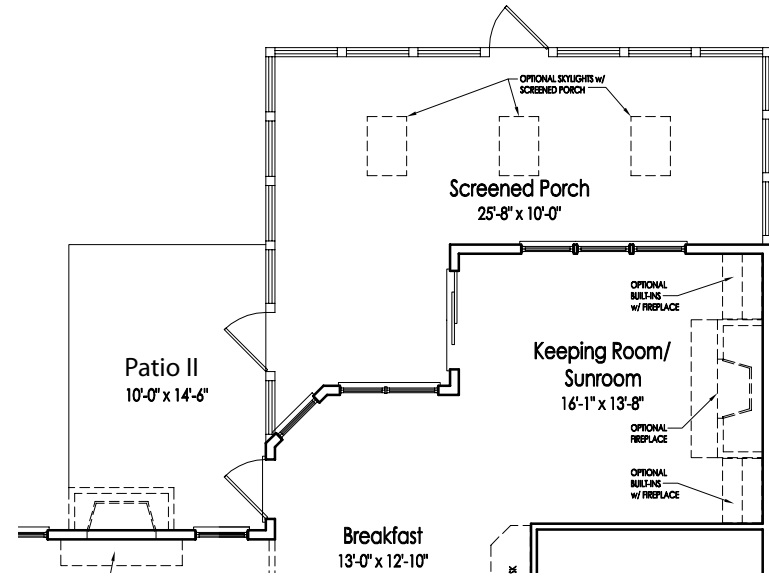 OPTIONAL SKYLIGHTS w/
SCREENED PORCH
Screened Porch
25'-8" x 10'-0"
OPTIONAL
BUILT-INS
w/ FIREPLACE
Keeping Room/
Sunroom
16'-1" x 13'-8"
Patio II
10'-0" x 14'-6"
OPTIONAL
FIREPLACE
OPTIONAL
BUILT-INS
w/ FIREPLACE
Breakfast
13'-0" x 12'-10"